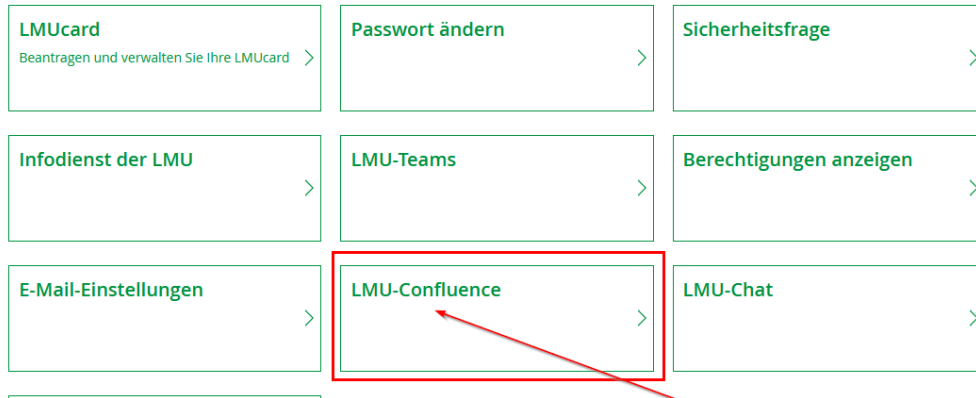 LMUcard
Beantragen und verwalten Sie Ihre LMUcard
Passwort ändern
Sicherheitsfrage
Infodienst der LMU
LMU-Teams
Berechtigungen anzeigen
E-Mail-Einstellungen
LMU-Confluence
LMU-Chat